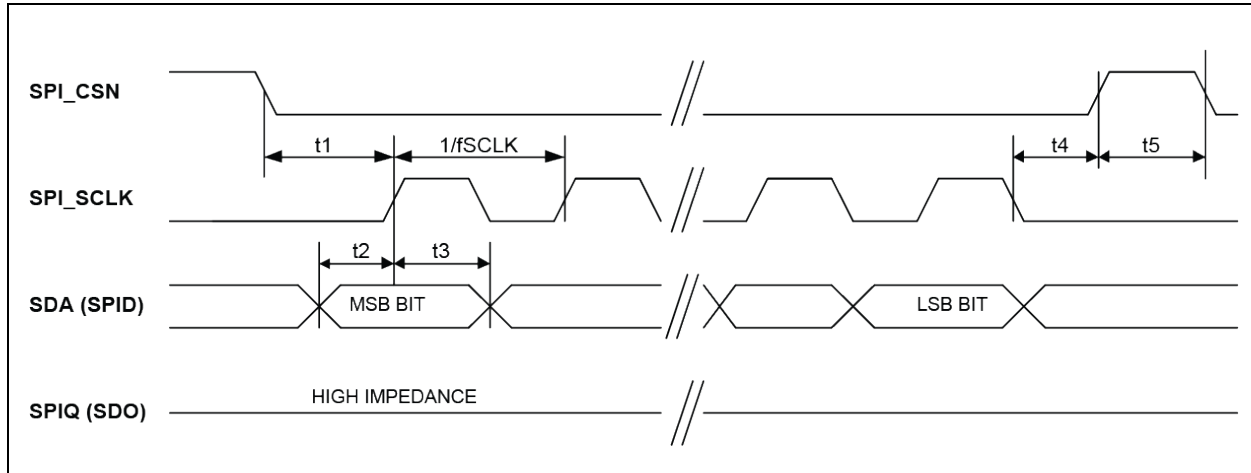 SPI_CSN
t1
1/fSCLK
t4
t5
SPI_SCLK
t2
t3
SDA (SPID)
MSB BIT
LSB BIT
HIGH IMPEDANCE
SPIQ (SDO)